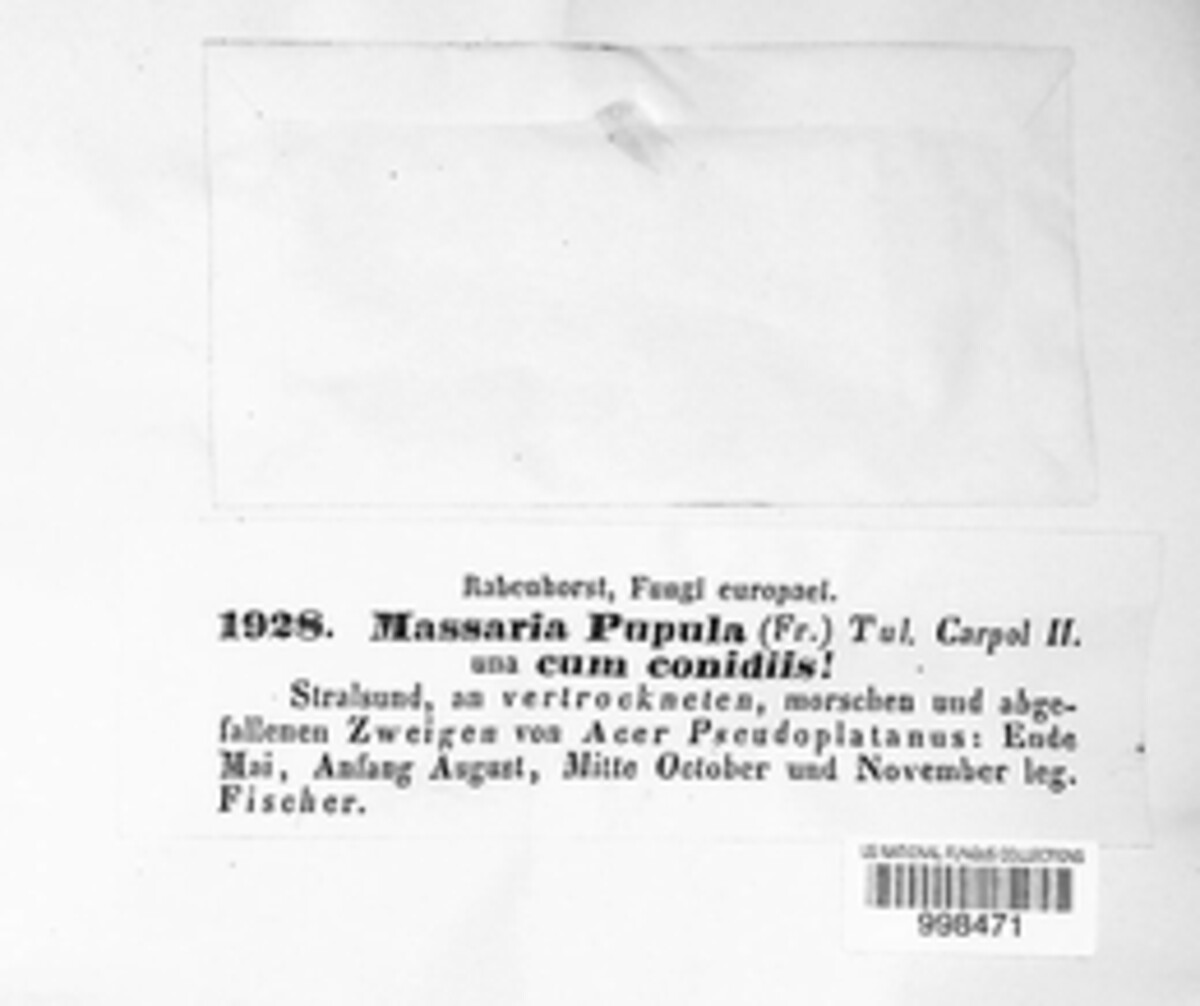 Rabenhorst, Fungi europaei.
1928. Massaria Pupula (Fr.) Tul. Carpol II.
una cum conidiis!
Stralsund, an vertrockneten, morschen und abge-
fallenen Zweigen von Acer Pseudoplatanus: Ende
Mai, Anfang August, Mitte October und November leg.
Fischer.
US NATIONAL FUNGUS COLLECTIONS
998471